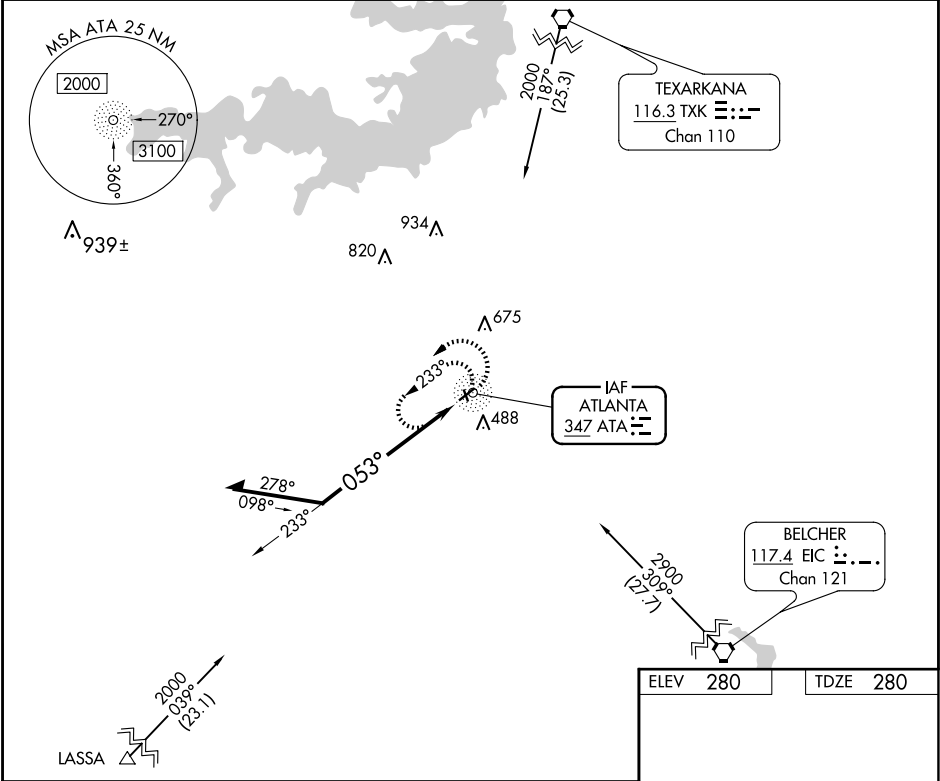 MSA ATA 25 NM
2000
270°
3100
360°
939±
2000
187°
(25.3)
TEXARKANA
116.3 TXK
Chan 110
934
820
675
233°
IAF
ATLANTA
347 ATA
488
053°
278°
098°
233°
2900
309°
(27.7)
BELCHER
117.4 EIC
Chan 121
2000
039°
(23.1)
LASSA
ELEV 280
TDZE 280